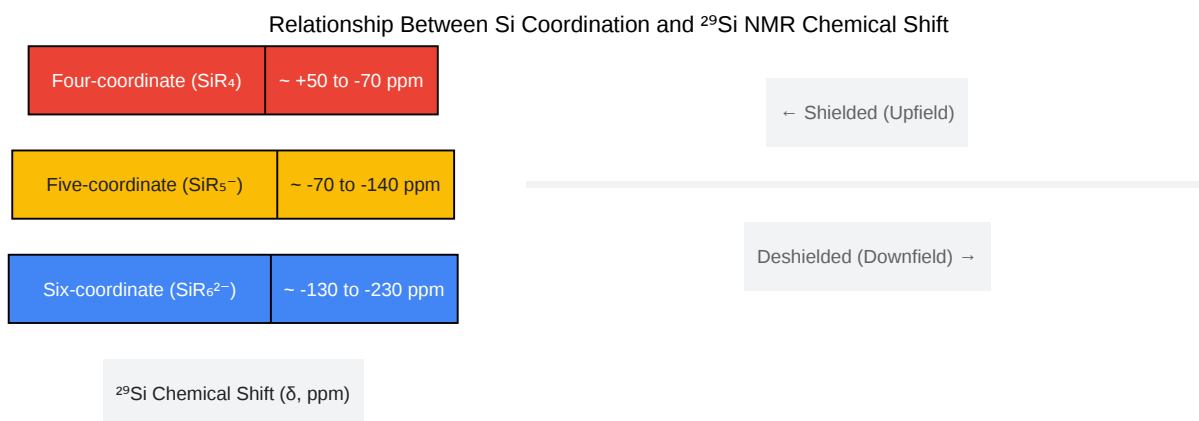 Relationship Between Si Coordination and ²⁹Si NMR Chemical Shift
Four-coordinate (SiR₄) ~ +50 to -70 ppm
Five-coordinate (SiR₅⁻) ~ -70 to -140 ppm
Six-coordinate (SiR₆²⁻) ~ -130 to -230 ppm
²⁹Si Chemical Shift (δ, ppm)
← Shielded (Upfield)
Deshielded (Downfield) →